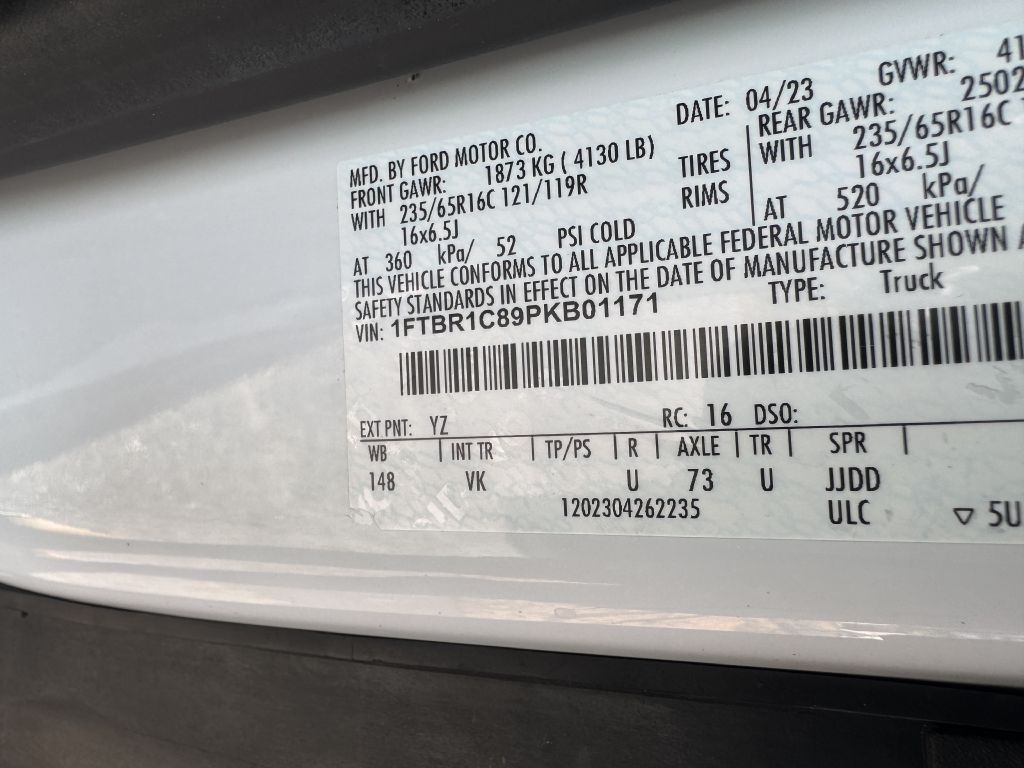 DATE: 04/23 GVWR: 41
MFD. BY FORD MOTOR CO.
FRONT GAWR: 1873 KG ( 4130 LB) REAR GAWR: 2502
WITH 235/65R16C 121/119R TIRES WITH 235/65R16C
16x6.5J RIMS 16x6.5J
AT 360 kPa/ 52 PSI COLD AT 520 kPa/
THIS VEHICLE CONFORMS TO ALL APPLICABLE FEDERAL MOTOR VEHICLE
SAFETY STANDARDS IN EFFECT ON THE DATE OF MANUFACTURE SHOWN
VIN: 1FTBR1C89PKB01171 TYPE: Truck
EXT PNT: YZ RC: 16 DSO:
WB | INT TR | TP/PS | R | AXLE | TR | SPR |
148 VK U 73 U JJDD
1202304262235 ULC ▽ 5U